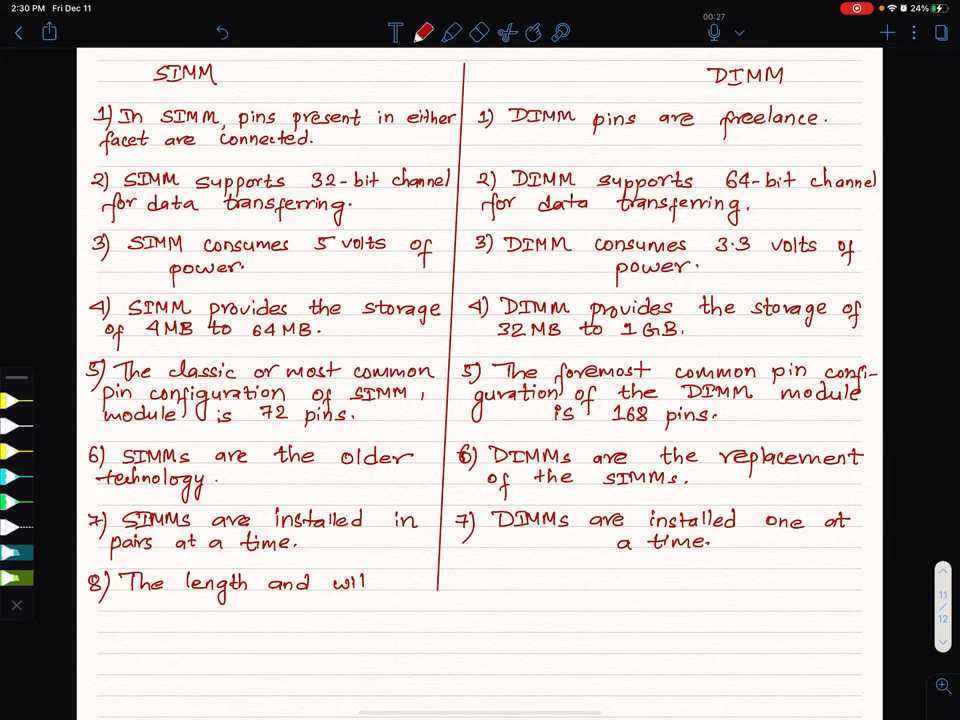 2:30 PM Fri Dec 11
00:27
24%
SIMM
DIMM
1) In SIMM, pins present in either
facet are connected.
1) DIMM pins are freelance.
2) SIMM supports 32-bit channel
for data transferring.
2) DIMM supports 64-bit channel
for data transferring.
3) SIMM consumes 5 volts of
power.
3) DIMM consumes 3.3 volts of
power.
4) SIMM provides the storage
of 4MB to 64MB.
4) DIMM provides the storage of
32MB to 1GB.
5) The classic or most common
pin configuration of SIMM,
module is 72 pins.
5) The foremost common pin confi-
guration of the DIMM module
is 168 pins.
6) SIMMs are the older
technology.
6) DIMMs are the replacement
of the SIMMs.
7) SIMMs are installed in
pairs at a time.
7) DIMMs are installed one at
a time.
8) The length and wil
11
/
12